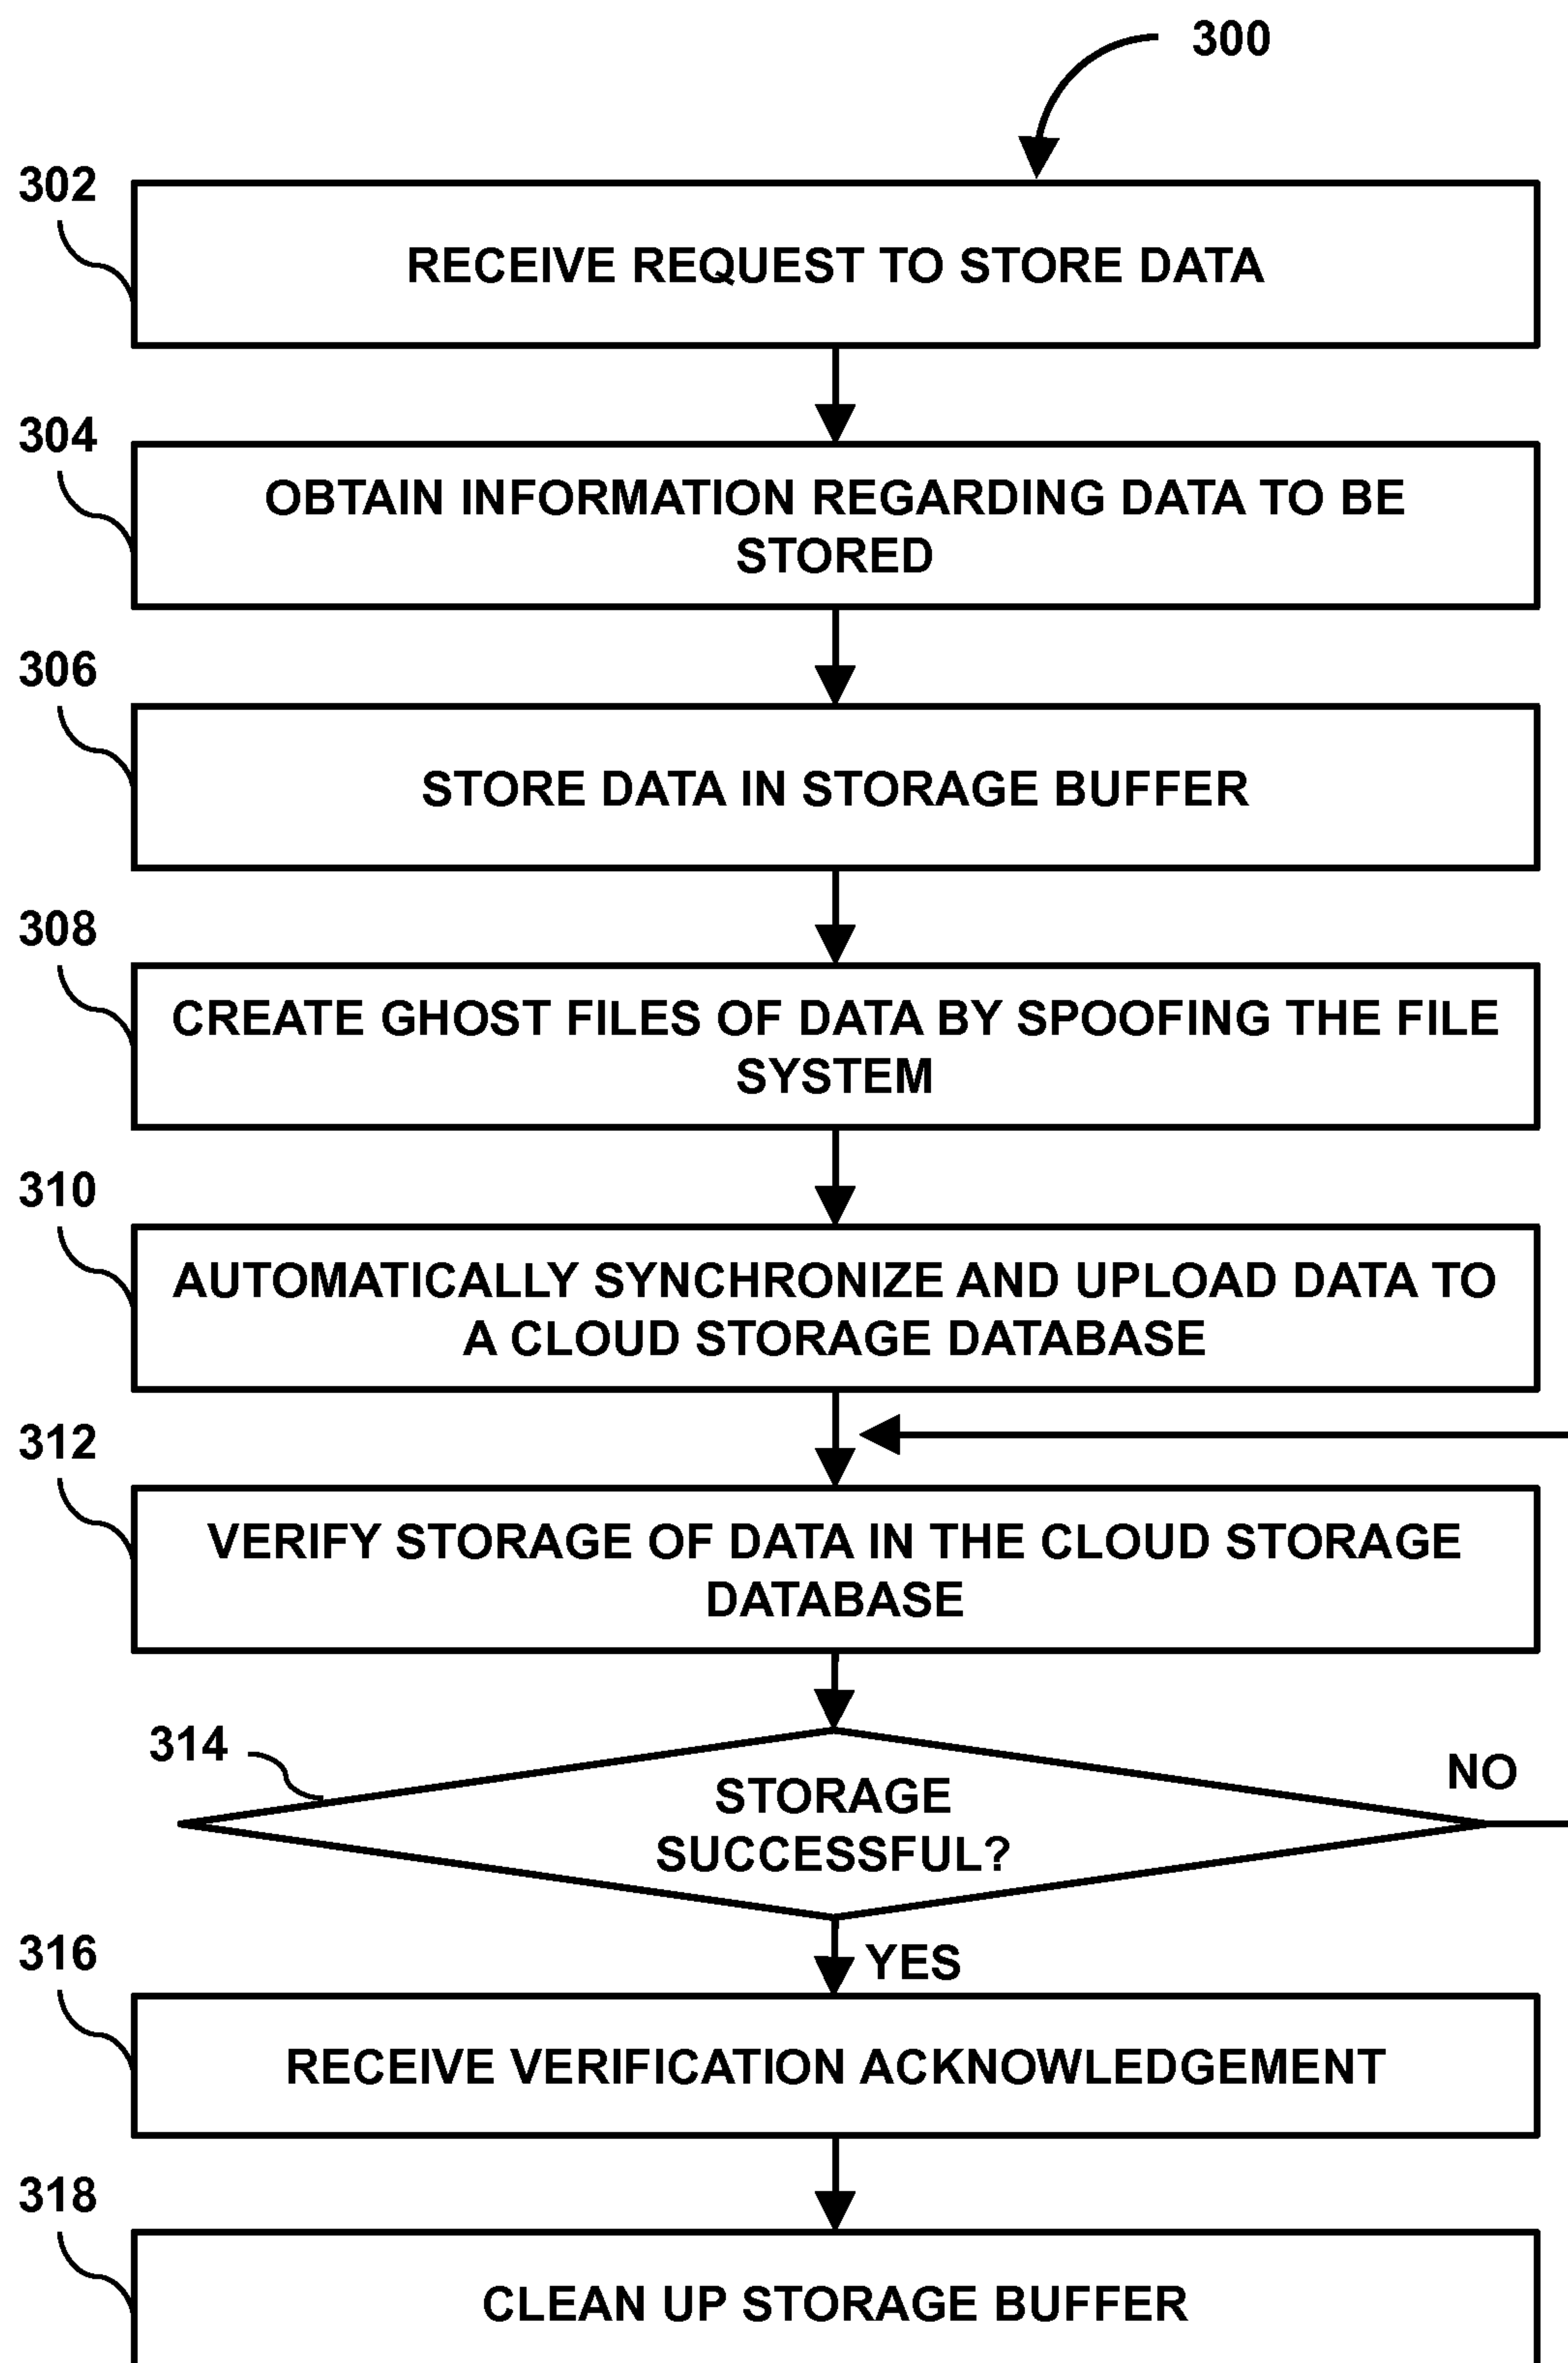 300
302
RECEIVE REQUEST TO STORE DATA
304
OBTAIN INFORMATION REGARDING DATA TO BE
STORED
306
STORE DATA IN STORAGE BUFFER
308
CREATE GHOST FILES OF DATA BY SPOOFING THE FILE
SYSTEM
310
AUTOMATICALLY SYNCHRONIZE AND UPLOAD DATA TO
A CLOUD STORAGE DATABASE
312
VERIFY STORAGE OF DATA IN THE CLOUD STORAGE
DATABASE
314
STORAGE
SUCCESSFUL?
NO
YES
316
RECEIVE VERIFICATION ACKNOWLEDGEMENT
318
CLEAN UP STORAGE BUFFER